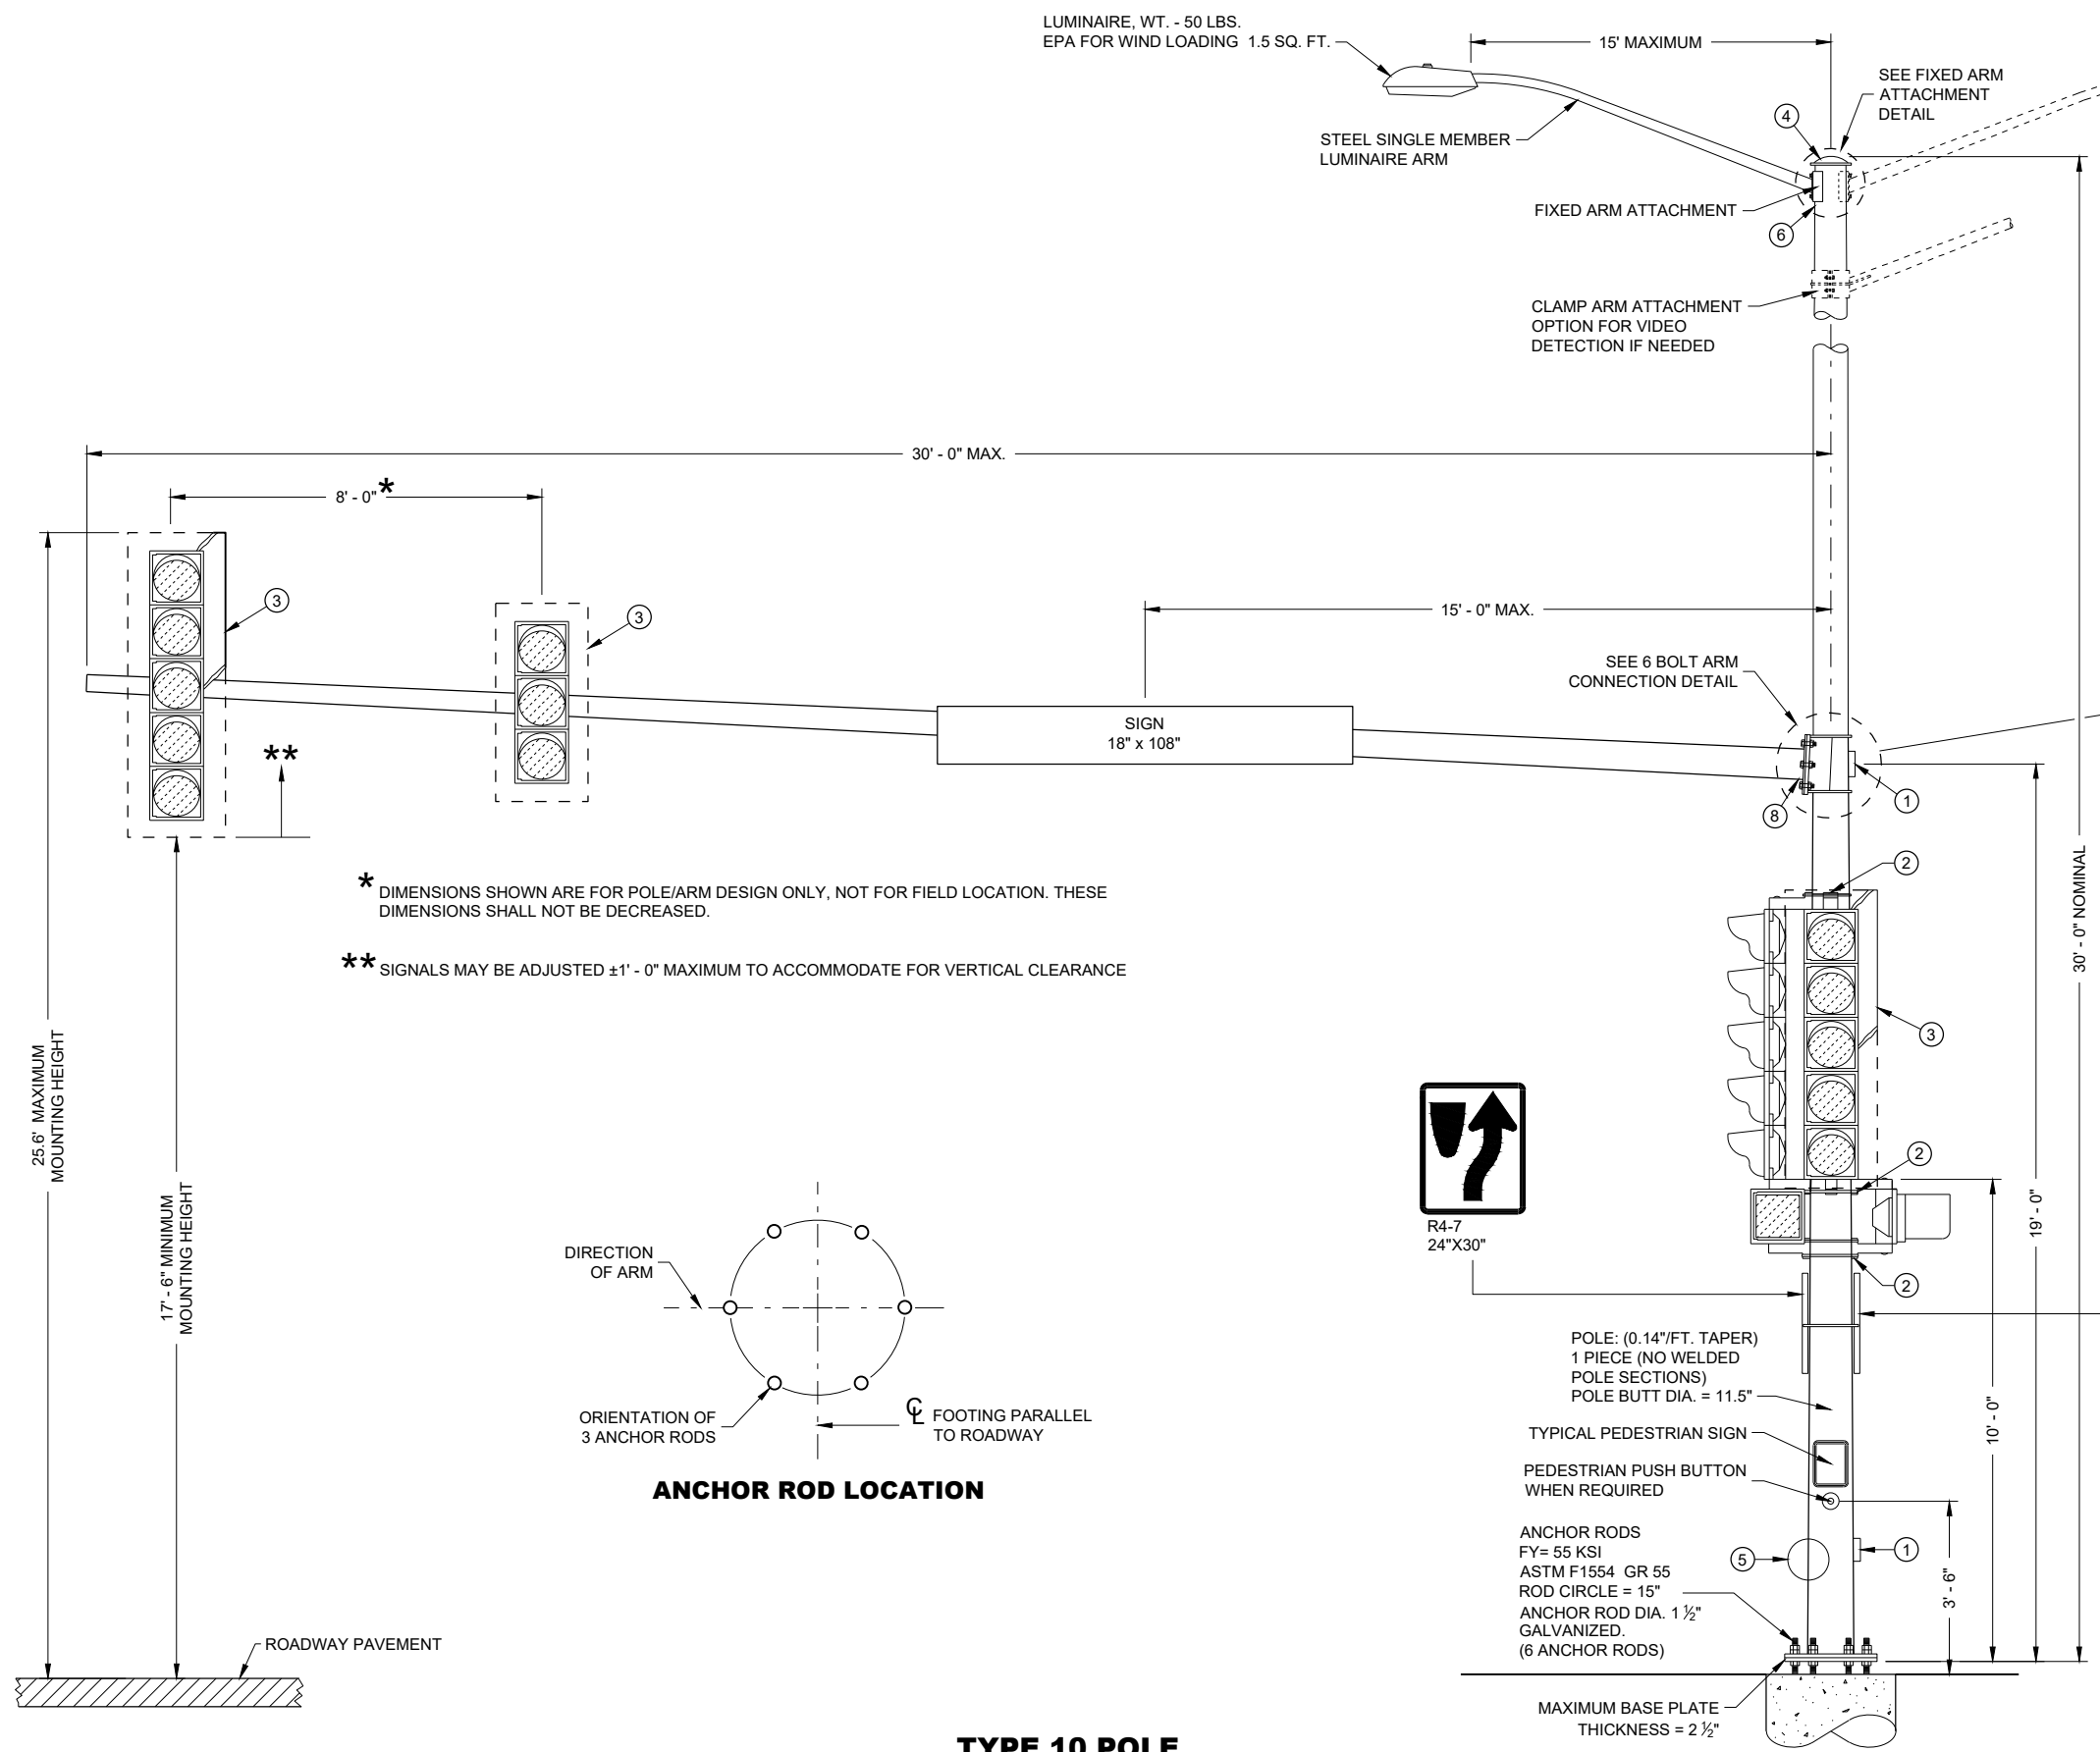 LUMINAIRE, WT. - 50 LBS.
EPA FOR WIND LOADING 1.5 SQ. FT.
15' MAXIMUM
SEE FIXED ARM
ATTACHMENT
DETAIL
4
STEEL SINGLE MEMBER
LUMINAIRE ARM
FIXED ARM ATTACHMENT
6
CLAMP ARM ATTACHMENT
OPTION FOR VIDEO
DETECTION IF NEEDED
30' - 0" MAX.
8' - 0"*
3
3
15' - 0" MAX.
SEE 6 BOLT ARM
CONNECTION DETAIL
SIGN
18" x 108"
**
1
8
2
30' - 0" NOMINAL
* DIMENSIONS SHOWN ARE FOR POLE/ARM DESIGN ONLY, NOT FOR FIELD LOCATION. THESE
DIMENSIONS SHALL NOT BE DECREASED.
** SIGNALS MAY BE ADJUSTED ±1' - 0" MAXIMUM TO ACCOMMODATE FOR VERTICAL CLEARANCE
3
25.6' MAXIMUM
MOUNTING HEIGHT
17' - 6" MINIMUM
MOUNTING HEIGHT
2
R4-7
24"X30"
19' - 0"
2
DIRECTION
OF ARM
ORIENTATION OF
3 ANCHOR RODS
℄ FOOTING PARALLEL
TO ROADWAY
ANCHOR ROD LOCATION
POLE: (0.14"/FT. TAPER)
1 PIECE (NO WELDED
POLE SECTIONS)
POLE BUTT DIA. = 11.5"
10' - 0"
TYPICAL PEDESTRIAN SIGN
PEDESTRIAN PUSH BUTTON
WHEN REQUIRED
ANCHOR RODS
FY= 55 KSI
ASTM F1554 GR 55
ROD CIRCLE = 15"
ANCHOR ROD DIA. 1 ½"
GALVANIZED.
(6 ANCHOR RODS)
5
1
3' - 6"
ROADWAY PAVEMENT
MAXIMUM BASE PLATE
THICKNESS = 2 ½"
TYPE 10 POLE